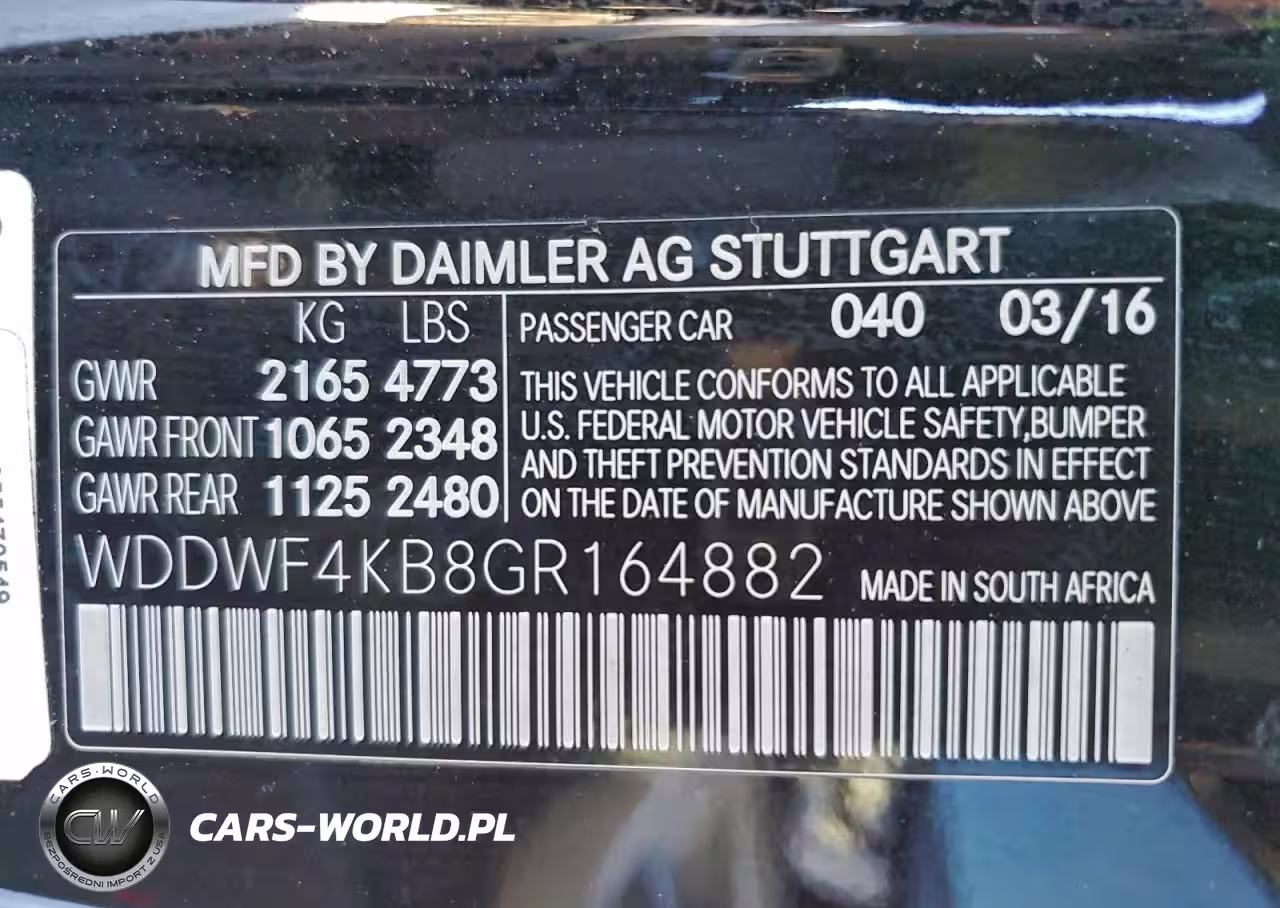 MFD BY DAIMLER AG STUTTGART
KG LBS
GVWR 2165 4773
GAWR FRONT 1065 2348
GAWR REAR 1125 2480
PASSENGER CAR 040 03/16
THIS VEHICLE CONFORMS TO ALL APPLICABLE
U.S. FEDERAL MOTOR VEHICLE SAFETY,BUMPER
AND THEFT PREVENTION STANDARDS IN EFFECT
ON THE DATE OF MANUFACTURE SHOWN ABOVE
WDDWF4KB8GR164882 MADE IN SOUTH AFRICA
CARS-WORLD
CW
BEZPOŚREDNI IMPORT Z USA
CARS-WORLD.PL